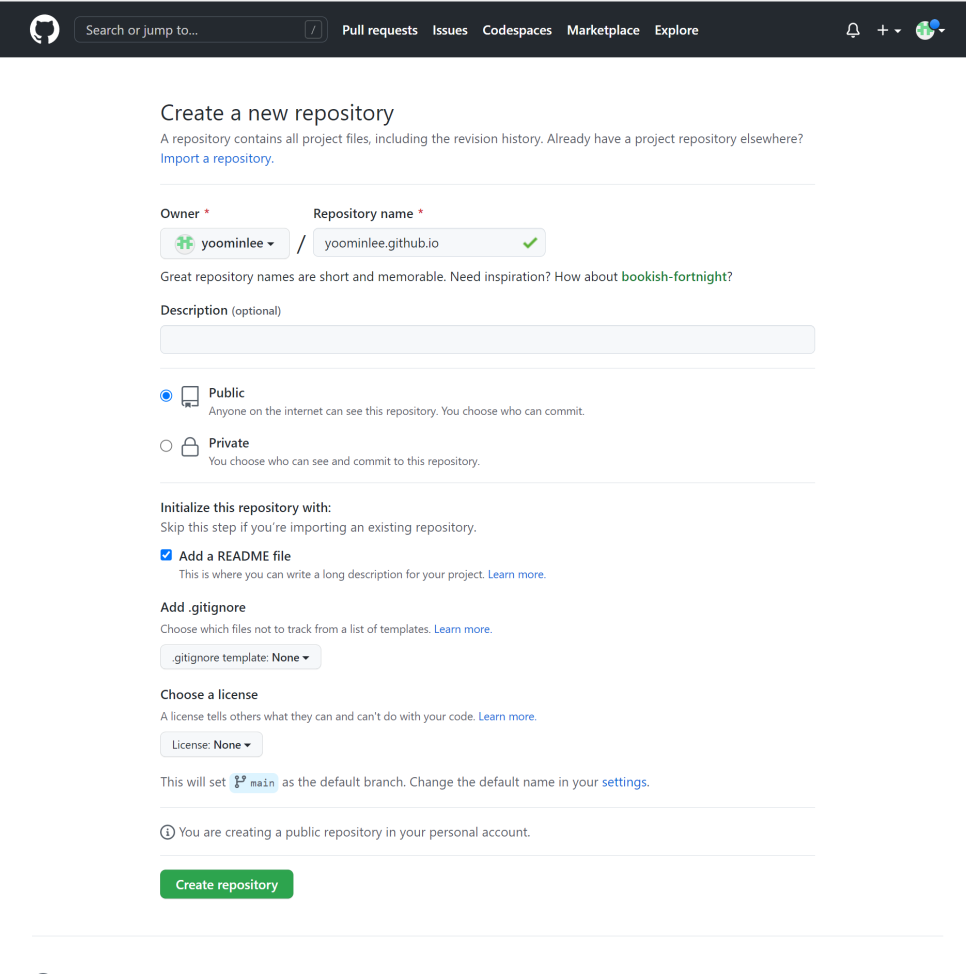 Search or jump to... /
Pull requests Issues Codespaces Marketplace Explore
Create a new repository
A repository contains all project files, including the revision history. Already have a project repository elsewhere?
Import a repository.
Owner * Repository name *
yoominlee / yoominlee.github.io
Great repository names are short and memorable. Need inspiration? How about bookish-fortnight?
Description (optional)
Public
Anyone on the internet can see this repository. You choose who can commit.
Private
You choose who can see and commit to this repository.
Initialize this repository with:
Skip this step if you're importing an existing repository.
Add a README file
This is where you can write a long description for your project. Learn more.
Add .gitignore
Choose which files not to track from a list of templates. Learn more.
.gitignore template: None
Choose a license
A license tells others what they can and can't do with your code. Learn more.
License: None
This will set main as the default branch. Change the default name in your settings.
You are creating a public repository in your personal account.
Create repository